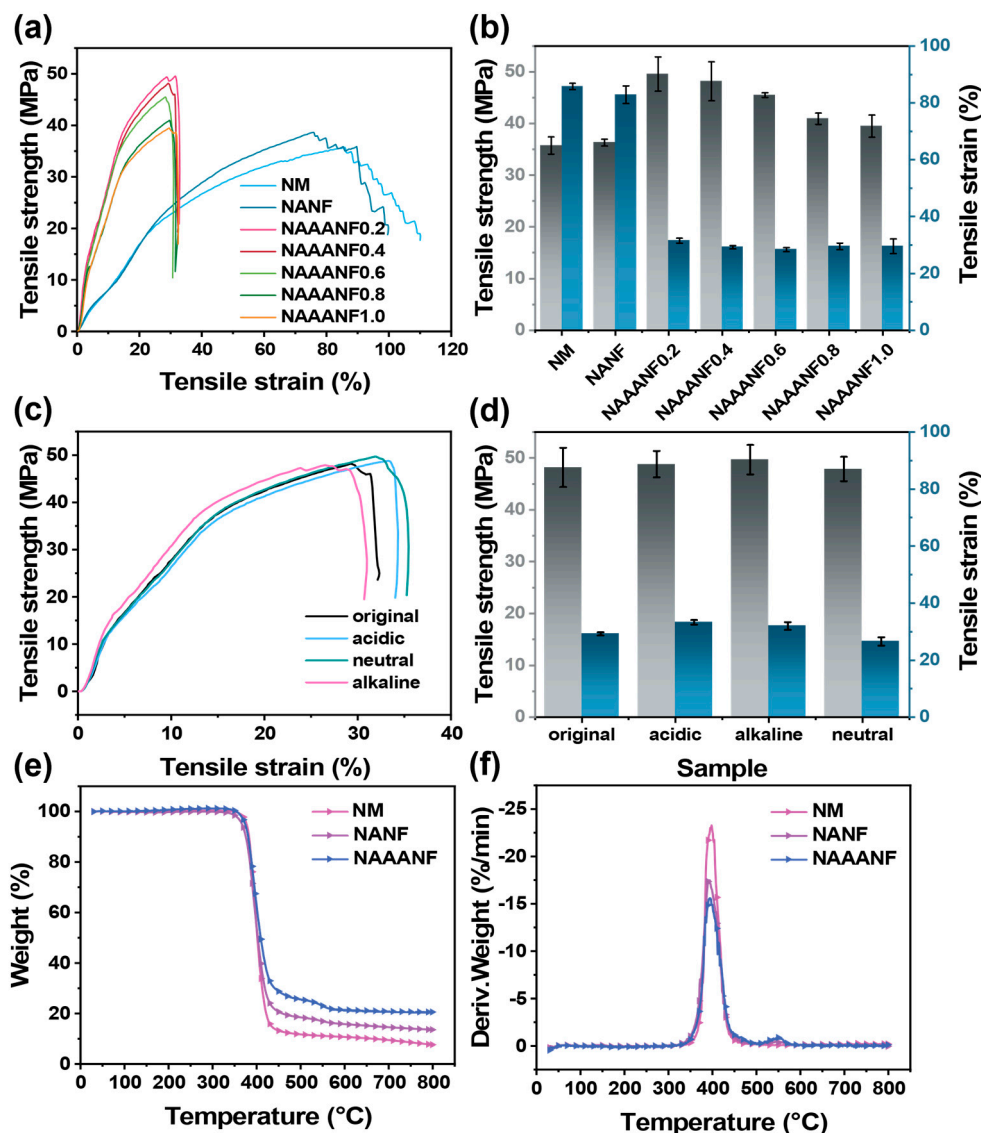 (a)
Tensile strength (MPa)
50
40
30
20
10
0
NM
NANF
NAAANF0.2
NAAANF0.4
NAAANF0.6
NAAANF0.8
NAAANF1.0
0 20 40 60 80 100 120
Tensile strain (%)
(b)
Tensile strength (MPa)
50
40
30
20
10
0
100
80
60
40
20
0
Tensile strain (%)
NM NANF NAAANF0.2 NAAANF0.4 NAAANF0.6 NAAANF0.8 NAAANF1.0
(c)
Tensile strength (MPa)
60
50
40
30
20
10
0
original
acidic
neutral
alkaline
0 10 20 30 40
Tensile strain (%)
(d)
Tensile strength (MPa)
50
40
30
20
10
0
100
80
60
40
20
0
Tensile strain (%)
original acidic alkaline neutral
Sample
(e)
Weight (%)
100
80
60
40
20
0
NM
NANF
NAAANF
0 100 200 300 400 500 600 700 800
Temperature (°C)
(f)
Deriv.Weight (%/min)
-25
-20
-15
-10
-5
0
NM
NANF
NAAANF
0 200 400 600 800
Temperature (°C)